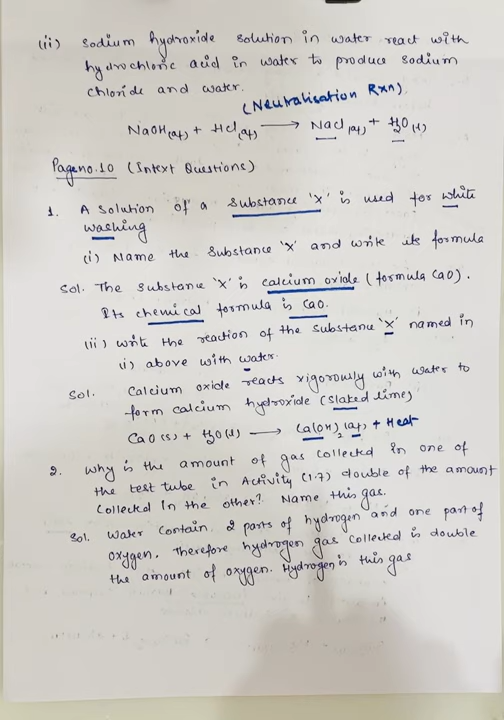 (ii) Sodium hydroxide solution in water react with
hydrochloric acid in water to produce sodium
chloride and water.
(Neutralisation Rxn)
NaOH(aq) + Hcl(aq) → Nacl(aq) + H2O(l)
Page no. 10 (Intext Questions)
1. A solution of a substance 'X' is used for white
washing
(i) Name the substance 'X' and write its formula
Sol. The substance 'X' is calcium oxide (formula CaO).
Its chemical formula is CaO.
(ii) write the reaction of the substance 'X' named in
(i) above with water.
Sol. Calcium oxide reacts vigorously with water to
form calcium hydroxide (slaked lime)
CaO(s) + H2O(l) → Ca(OH)2(aq) + Heat
2. Why is the amount of gas collected in one of
the test tube in Activity (1.7) double of the amount
collected in the other? Name this gas.
Sol. Water contain 2 parts of hydrogen and one part of
oxygen. Therefore hydrogen gas collected is double
the amount of oxygen. Hydrogen is this gas